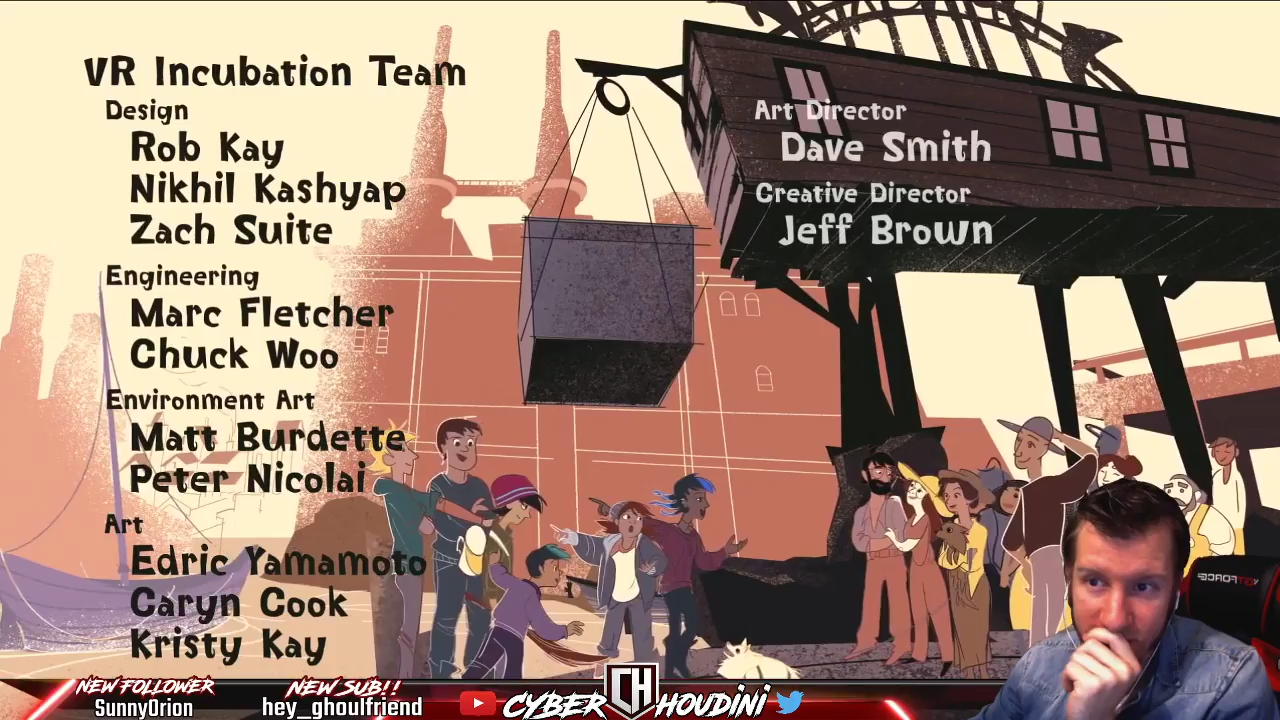 VR Incubation Team
Design
Rob Kay
Nikhil Kashyap
Zach Suite
Engineering
Marc Fletcher
Chuck Woo
Environment Art
Matt Burdette
Peter Nicolai
Art
Edric Yamamoto
Caryn Cook
Kristy Kay
Art Director
Dave Smith
Creative Director
Jeff Brown
NEW FOLLOWER
SunnyOrion
NEW SUB!!
hey_ghoulfriend
CYBER CH HOUDINI